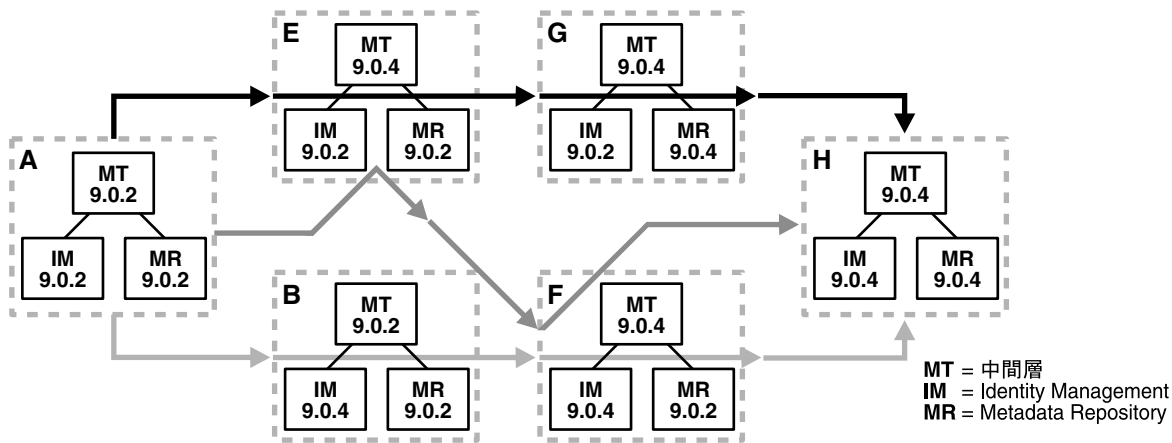 E
MT
9.0.4
IM
9.0.2
MR
9.0.2
G
MT
9.0.4
IM
9.0.2
MR
9.0.4
A
MT
9.0.2
IM
9.0.2
MR
9.0.2
H
MT
9.0.4
IM
9.0.4
MR
9.0.4
B
MT
9.0.2
IM
9.0.4
MR
9.0.2
F
MT
9.0.4
IM
9.0.4
MR
9.0.2
MT = 中間層
IM = Identity Management
MR = Metadata Repository